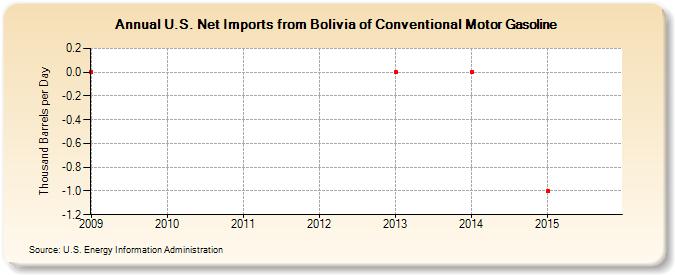 Annual U.S. Net Imports from Bolivia of Conventional Motor Gasoline
Thousand Barrels per Day
0.2
0.0
-0.2
-0.4
-0.6
-0.8
-1.0
-1.2
2009 2010 2011 2012 2013 2014 2015
Source: U.S. Energy Information Administration